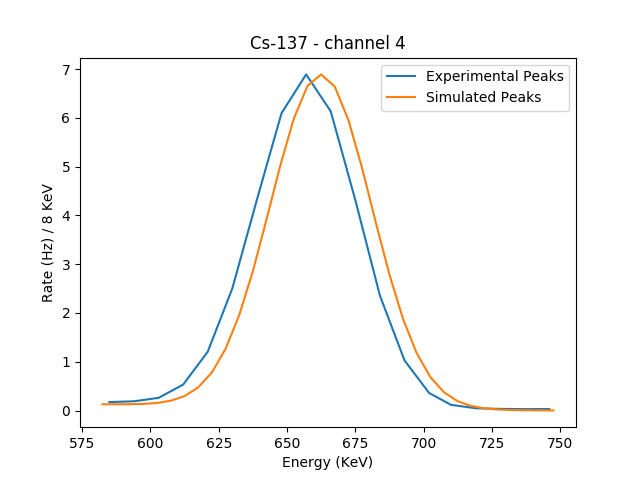 Cs-137 - channel 4
Experimental Peaks
Simulated Peaks
Rate (Hz) / 8 KeV
7
6
5
4
3
2
1
0
575 600 625 650 675 700 725 750
Energy (KeV)